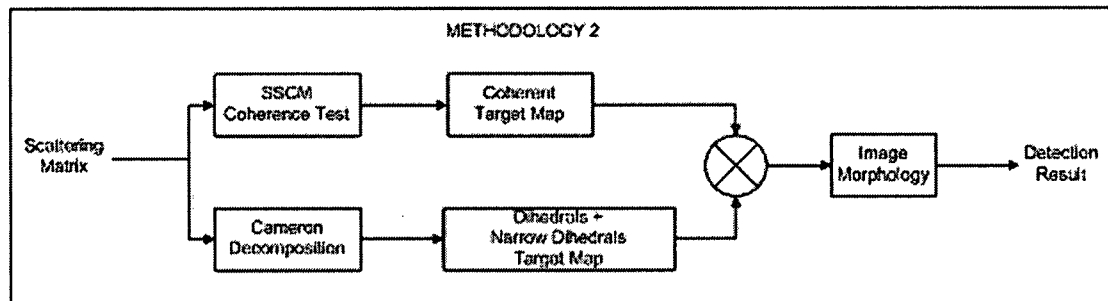 METHODOLOGY 2
SSCM
Coherence Test
Coherent
Target Map
Scattering
Matrix
Image
Morphology
Detection
Result
Cameron
Decomposition
Dihedrals +
Narrow Dihedrals
Target Map